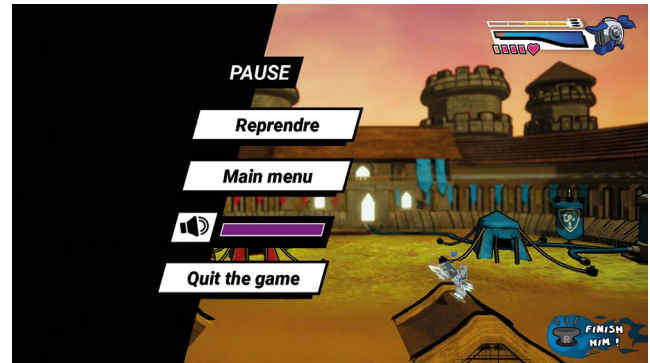 PAUSE
Reprendre
Main menu
Quit the game
R
FINISH
HIM !